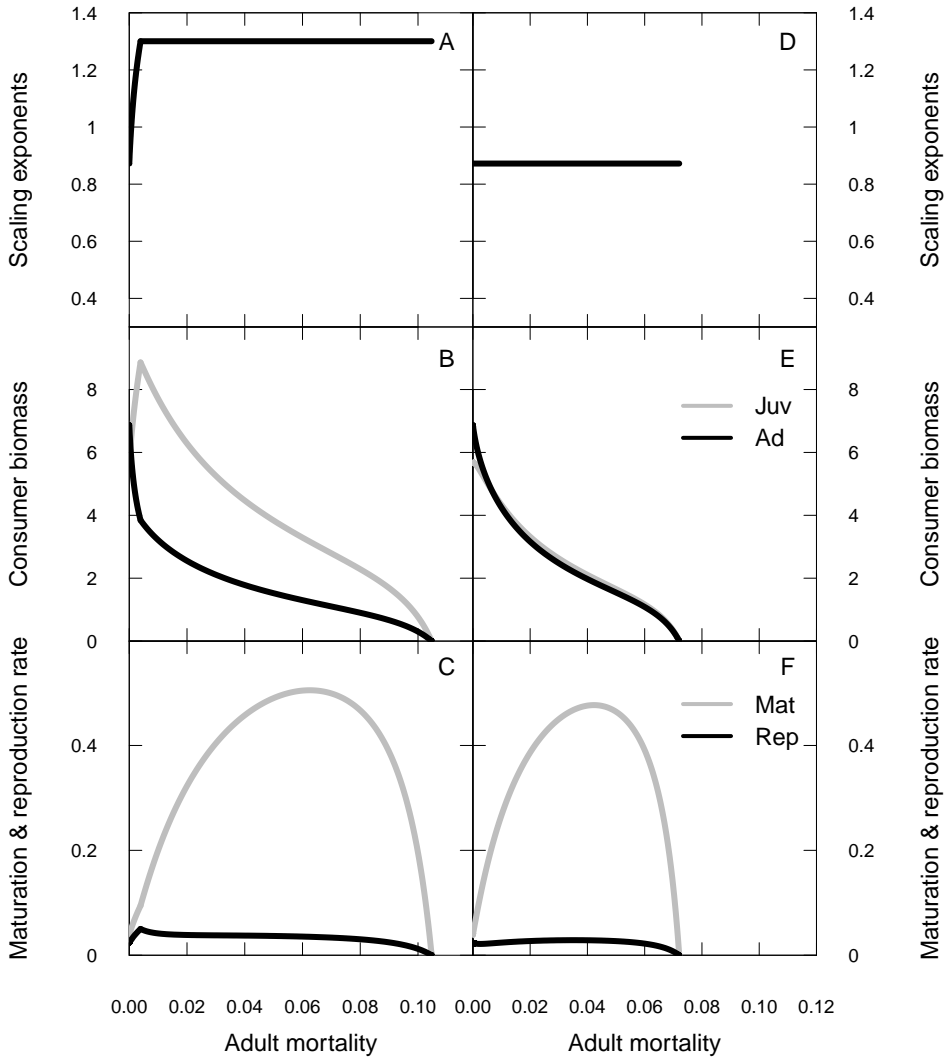 1.4
1.2
1
0.8
0.6
0.4
Scaling exponents
A
D
1.4
1.2
1
0.8
0.6
0.4
Scaling exponents
8
6
4
2
0
Consumer biomass
B
E
Juv
Ad
8
6
4
2
0
Consumer biomass
0.4
0.2
0
Maturation & reproduction rate
C
F
Mat
Rep
0.4
0.2
0
Maturation & reproduction rate
0.00 0.02 0.04 0.06 0.08 0.10
0.00 0.02 0.04 0.06 0.08 0.10 0.12
Adult mortality
Adult mortality